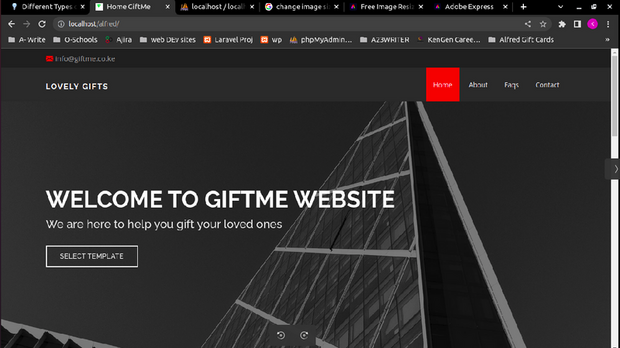 Different Types
Home GiftMe
localhost / local
change image si
Free Image Resi
Adobe Express
localhost/alfred/
A- Write
O-Schools
Ajira
web DEV sites
Laravel Proj
wp
phpMyAdmin...
A23WRITER
KenGen Caree...
Alfred Gift Cards
»
info@giftme.co.ke
LOVELY GIFTS
Home
About
Faqs
Contact
WELCOME TO GIFTME WEBSITE
We are here to help you gift your loved ones
SELECT TEMPLATE